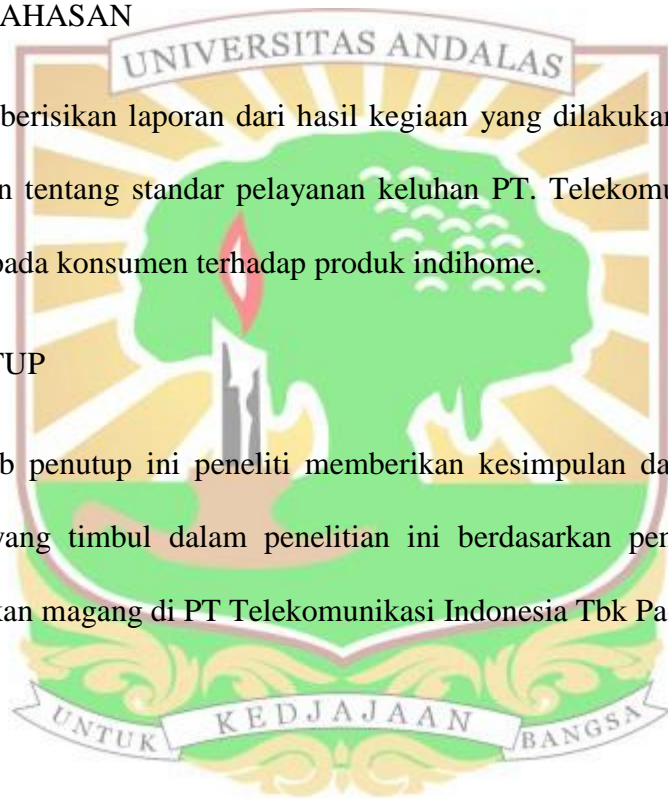 AHASAN
UNIVERSITAS ANDALAS
berisikan laporan dari hasil kegiaan yang dilakukan
n tentang standar pelayanan keluhan PT. Telekomu
pada konsumen terhadap produk indihome.
TUP
b penutup ini peneliti memberikan kesimpulan da
yang timbul dalam penelitian ini berdasarkan pen
kan magang di PT Telekomunikasi Indonesia Tbk Pa
UNTUK KEDJAJAAN BANGSA